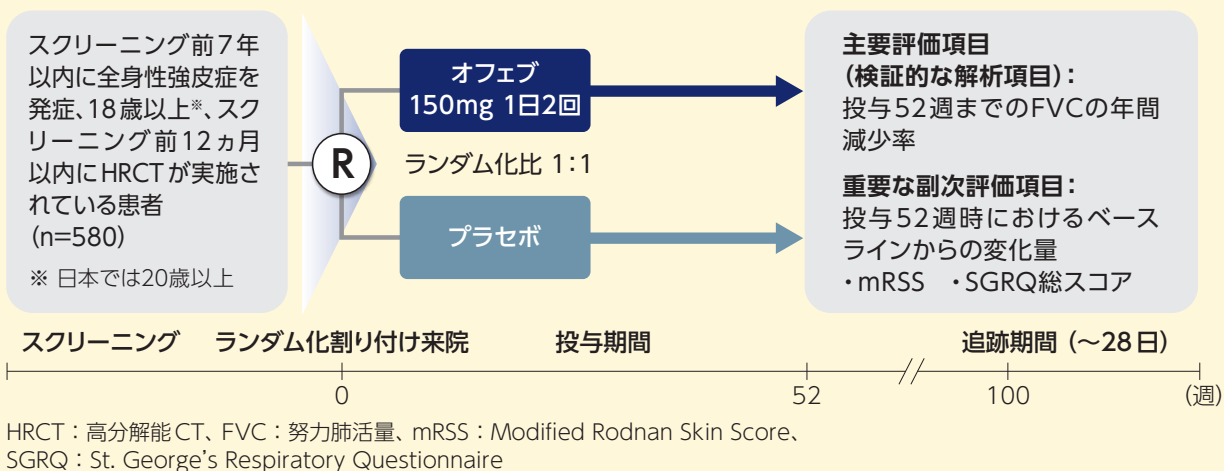 スクリーニング前7年
以内に全身性強皮症を
発症、18歳以上※、スク
リーニング前12ヵ月
以内にHRCTが実施さ
れている患者
(n=580)
※ 日本では20歳以上
R
オフェブ
150mg 1日2回
ランダム化比 1：1
プラセボ
主要評価項目
(検証的な解析項目)：
投与52週までのFVCの年間
減少率
重要な副次評価項目：
投与52週時におけるベース
ラインからの変化量
・mRSS ・SGRQ総スコア
スクリーニング ランダム化割り付け来院 投与期間 追跡期間（～28日）
0 52 100 (週)
HRCT：高分解能CT、FVC：努力肺活量、mRSS：Modified Rodnan Skin Score、
SGRQ：St. George's Respiratory Questionnaire